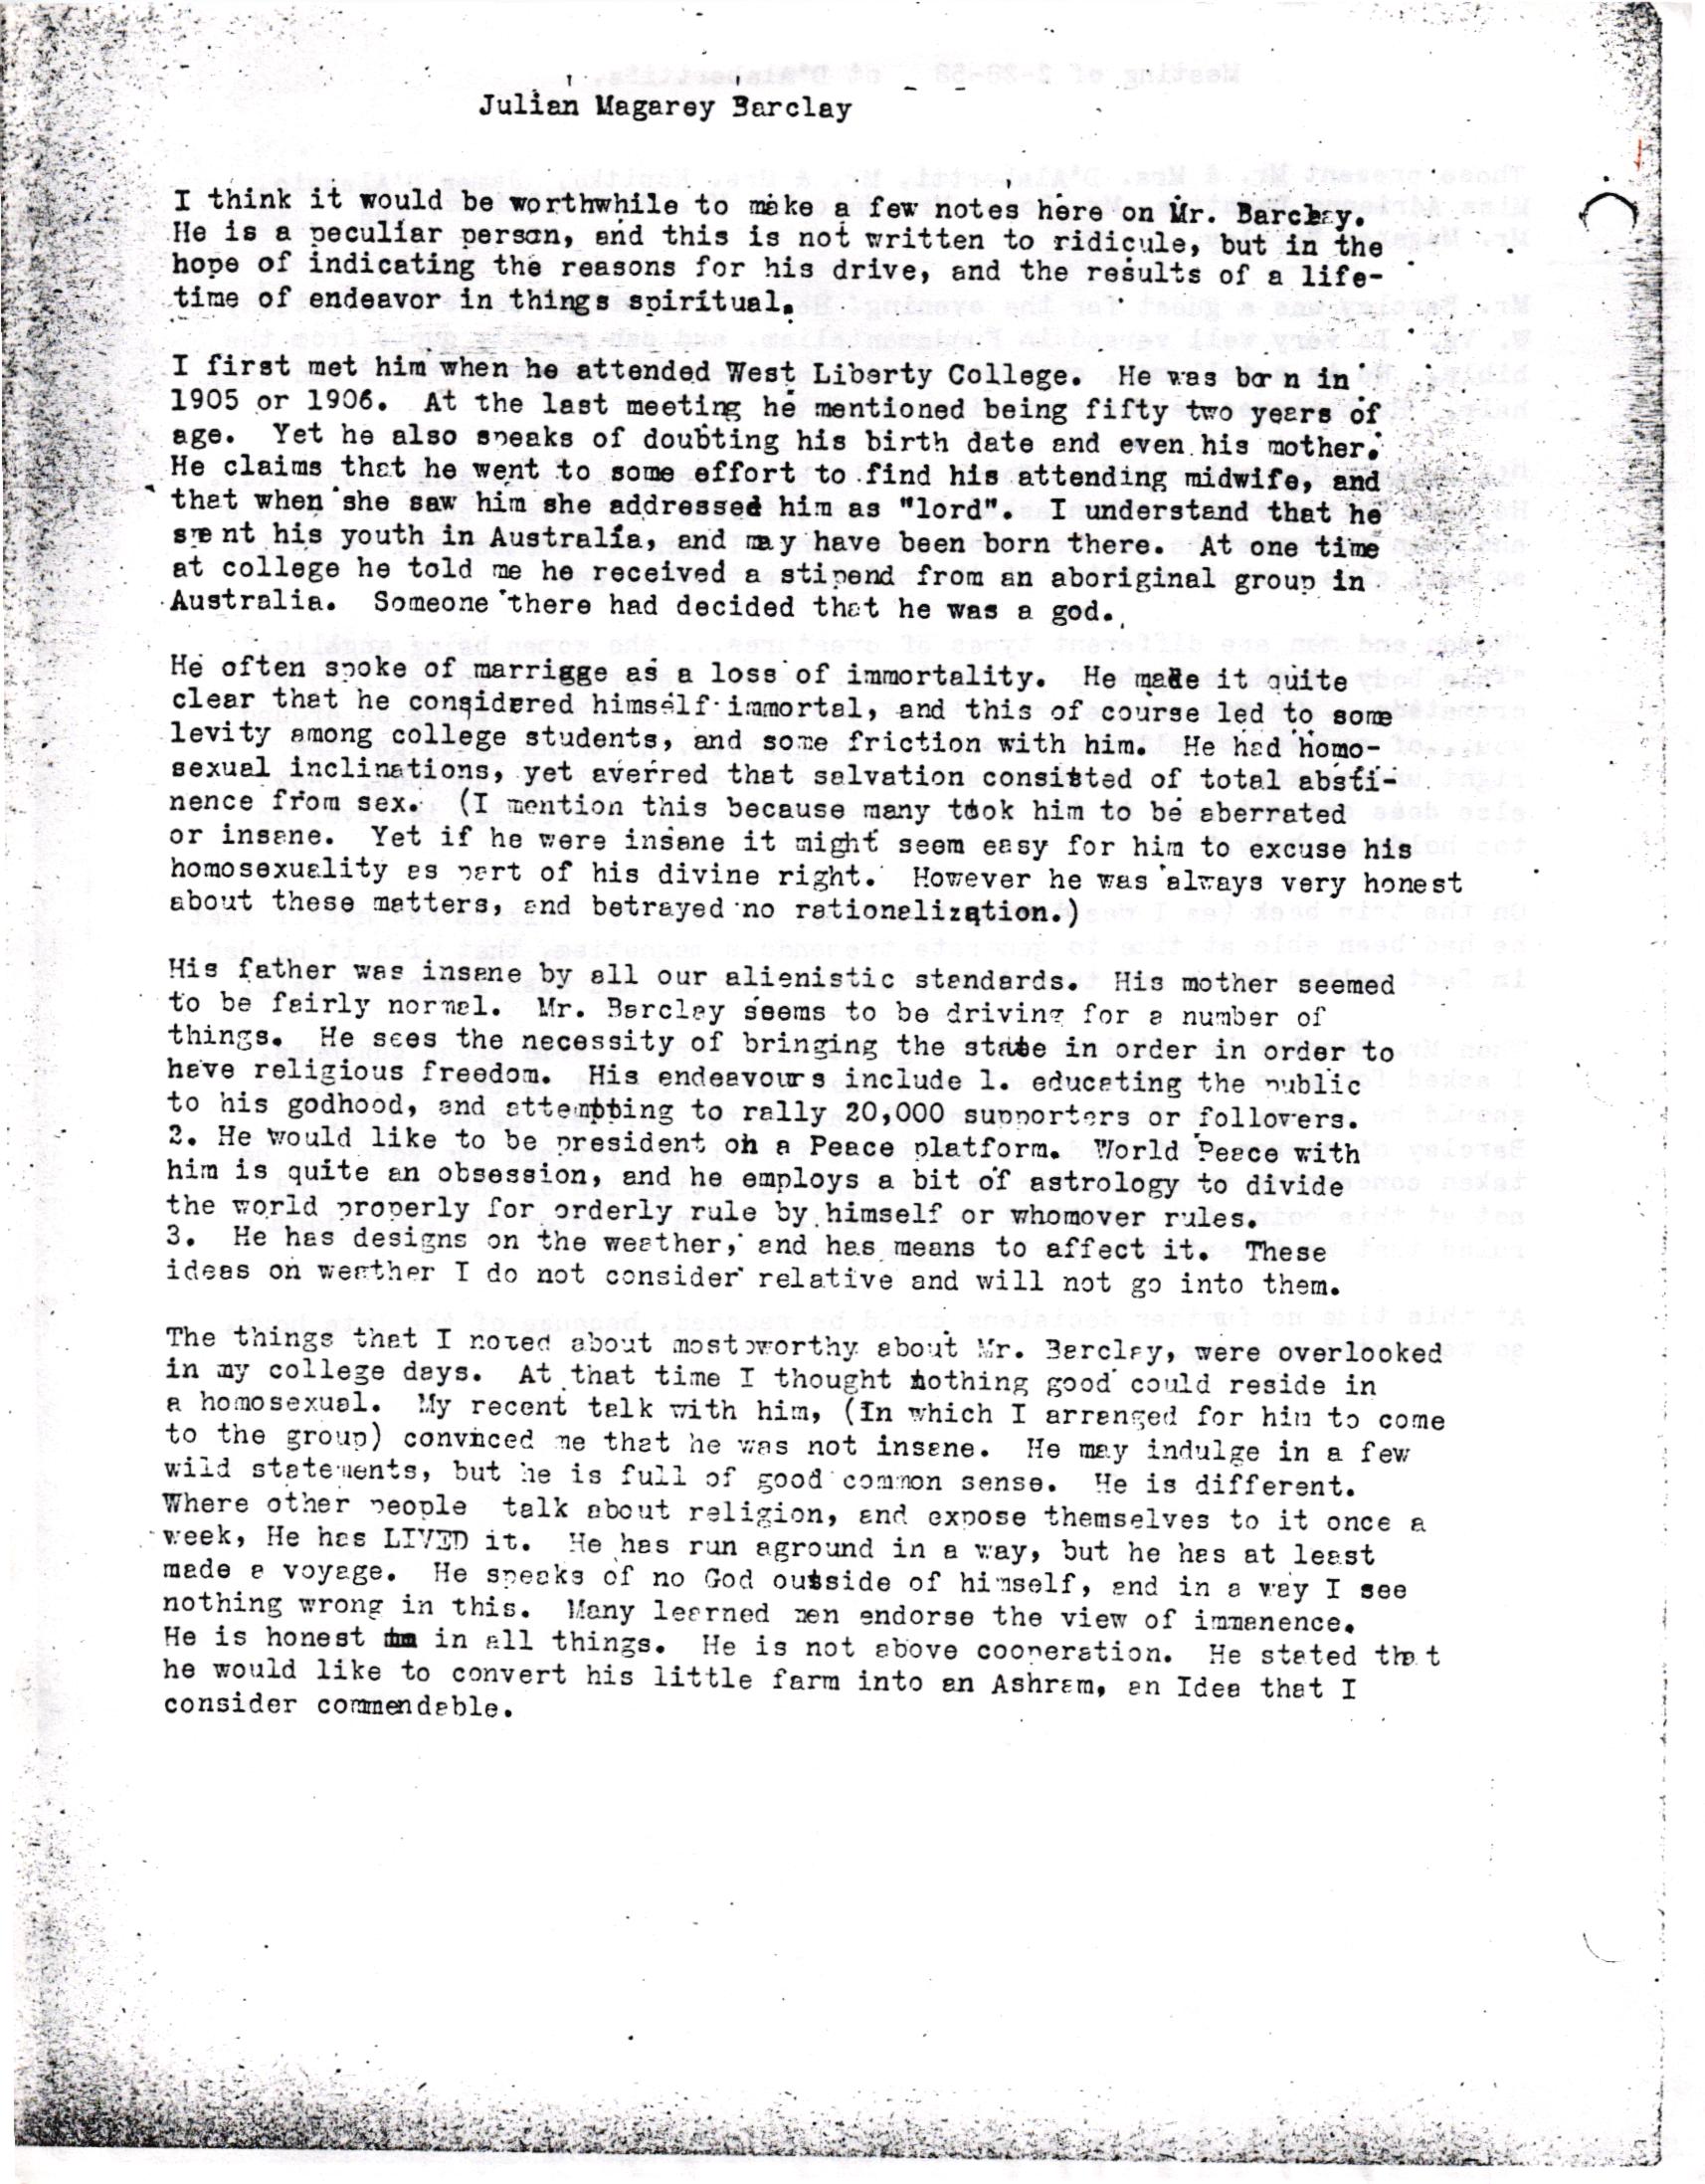 Julian Magarey Barclay
I think it would be worthwhile to make a few notes here on Mr. Barclay.
He is a peculiar person, and this is not written to ridicule, but in the
hope of indicating the reasons for his drive, and the results of a life-
time of endeavor in things spiritual.
I first met him when he attended West Liberty College. He was born in
1905 or 1906. At the last meeting he mentioned being fifty two years of
age. Yet he also speaks of doubting his birth date and even his mother.
He claims that he went to some effort to find his attending midwife, and
that when she saw him she addressed him as "lord". I understand that he
spent his youth in Australia, and may have been born there. At one time
at college he told me he received a stipend from an aboriginal group in
Australia. Someone there had decided that he was a god.
He often spoke of marrigge as a loss of immortality. He made it quite
clear that he considered himself immortal, and this of course led to some
levity among college students, and some friction with him. He had homo-
sexual inclinations, yet averred that salvation consisted of total absti-
nence from sex. (I mention this because many took him to be aberrated
or insane. Yet if he were insane it might seem easy for him to excuse his
homosexuality as part of his divine right. However he was always very honest
about these matters, and betrayed no rationalization.)
His father was insane by all our alienistic standards. His mother seemed
to be fairly normal. Mr. Barclay seems to be driving for a number of
things. He sees the necessity of bringing the state in order in order to
have religious freedom. His endeavours include 1. educating the public
to his godhood, and attempting to rally 20,000 supporters or followers.
2. He would like to be president on a Peace platform. World Peace with
him is quite an obsession, and he employs a bit of astrology to divide
the world properly for orderly rule by himself or whomover rules.
3. He has designs on the weather, and has means to affect it. These
ideas on weather I do not consider relative and will not go into them.
The things that I noted about most worthy about Mr. Barclay, were overlooked
in my college days. At that time I thought nothing good could reside in
a homosexual. My recent talk with him, (In which I arranged for him to come
to the group) convinced me that he was not insane. He may indulge in a few
wild statements, but he is full of good common sense. He is different.
Where other people talk about religion, and expose themselves to it once a
week, He has LIVED it. He has run aground in a way, but he has at least
made a voyage. He speaks of no God outside of himself, and in a way I see
nothing wrong in this. Many learned men endorse the view of immanence.
He is honest in all things. He is not above cooperation. He stated that
he would like to convert his little farm into an Ashram, an Idea that I
consider commendable.